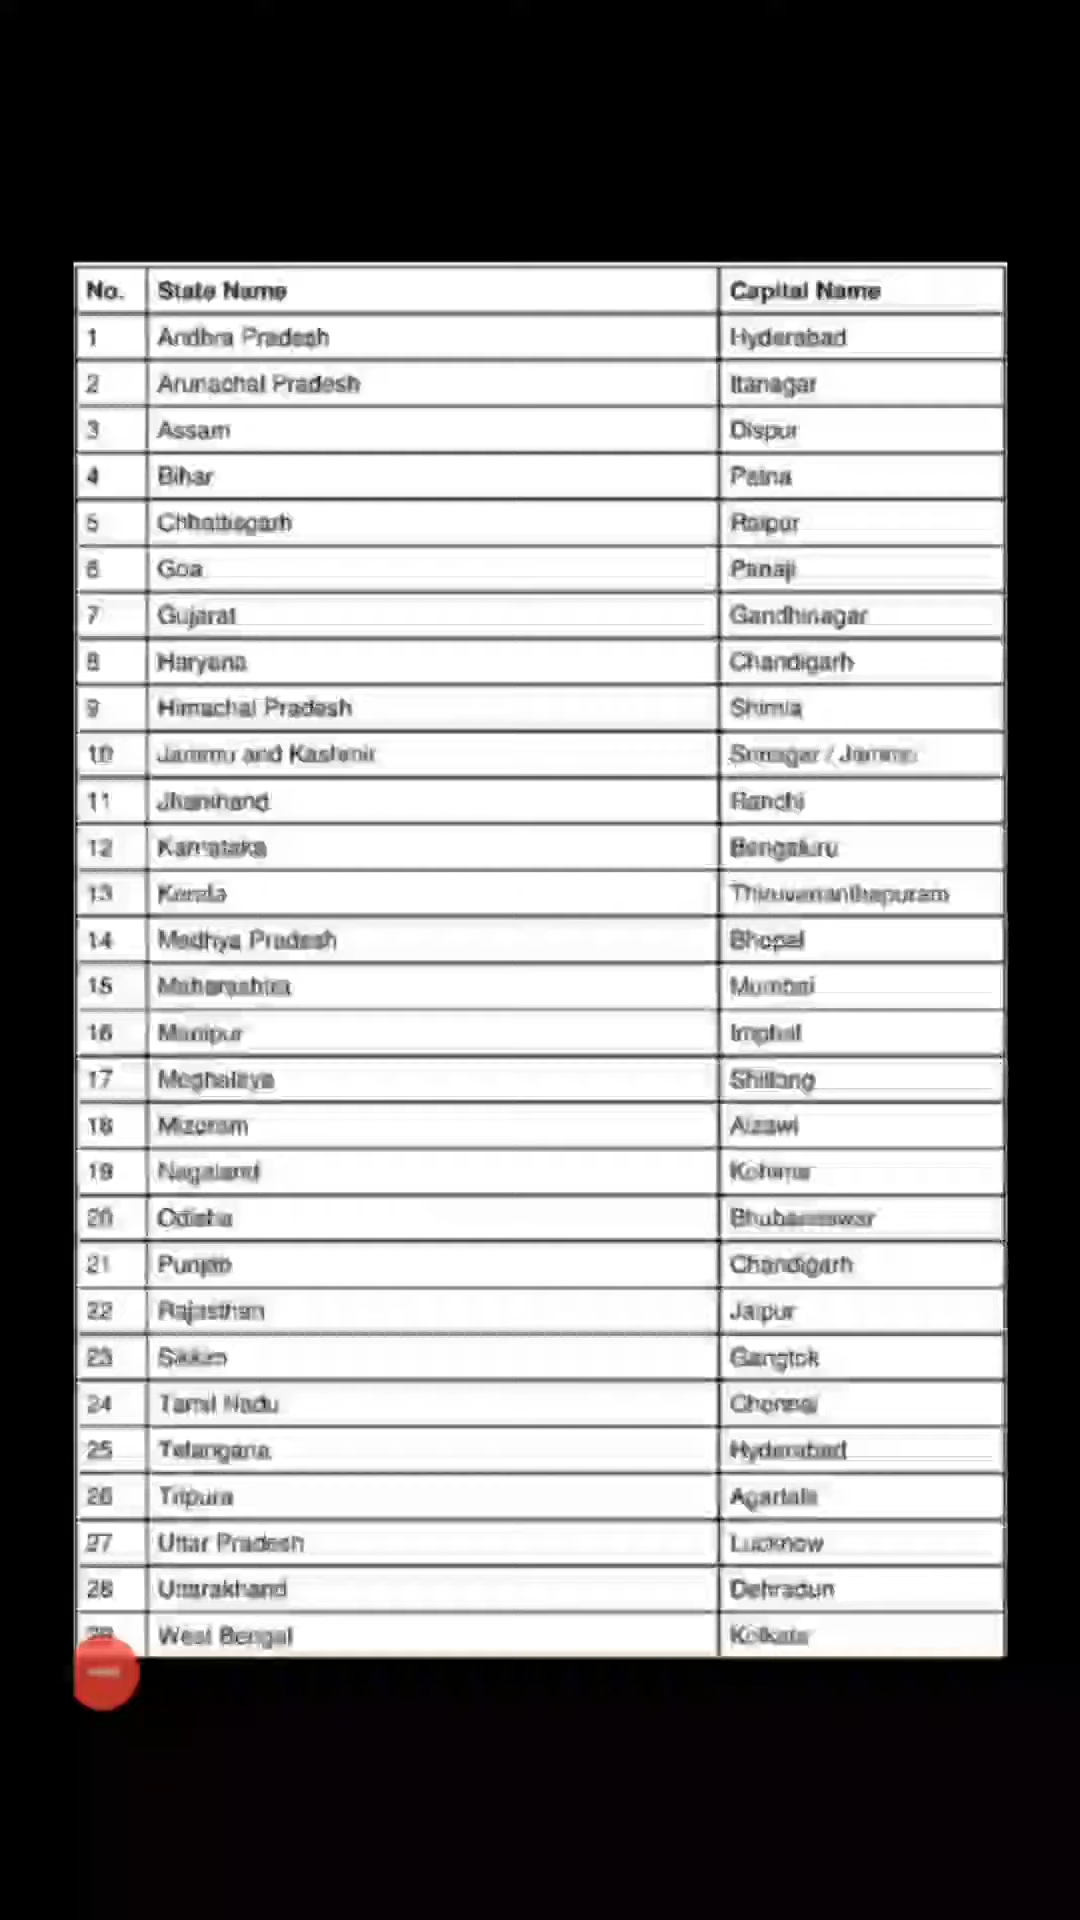 No. State Name Capital Name
1 Andhra Pradesh Hyderabad
2 Arunachal Pradesh Itanagar
3 Assam Dispur
4 Bihar Patna
5 Chhattisgarh Raipur
6 Goa Panaji
7 Gujarat Gandhinagar
8 Haryana Chandigarh
9 Himachal Pradesh Shimla
10 Jammu and Kashmir Srinagar / Jammu
11 Jharkhand Ranchi
12 Karnataka Bengaluru
13 Kerala Thiruvananthapuram
14 Madhya Pradesh Bhopal
15 Maharashtra Mumbai
16 Manipur Imphal
17 Meghalaya Shillong
18 Mizoram Aizawl
19 Nagaland Kohima
20 Odisha Bhubaneswar
21 Punjab Chandigarh
22 Rajasthan Jaipur
23 Sikkim Gangtok
24 Tamil Nadu Chennai
25 Telangana Hyderabad
26 Tripura Agartala
27 Uttar Pradesh Lucknow
28 Uttarakhand Dehradun
29 West Bengal Kolkata